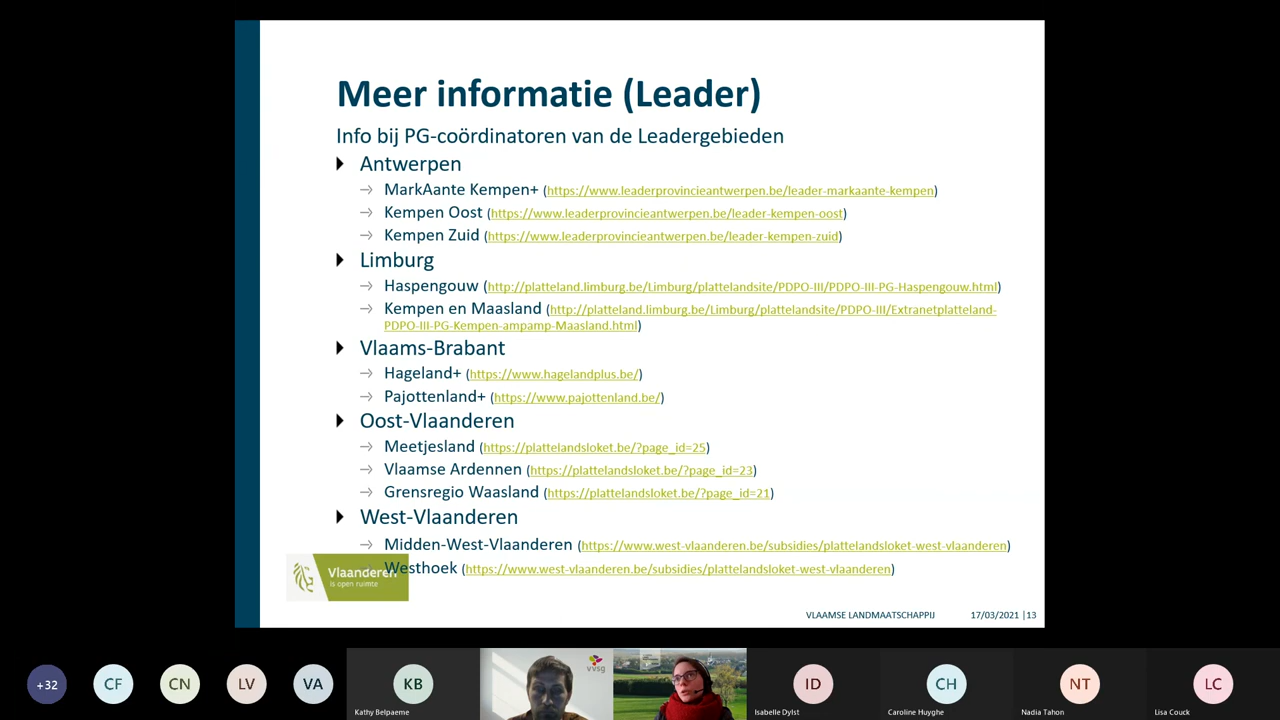 Meer informatie (Leader)
Info bij PG-coördinatoren van de Leadergebieden
Antwerpen
MarkAante Kempen+ (https://www.leaderprovincieantwerpen.be/leader-markaante-kempen)
Kempen Oost (https://www.leaderprovincieantwerpen.be/leader-kempen-oost)
Kempen Zuid (https://www.leaderprovincieantwerpen.be/leader-kempen-zuid)
Limburg
Haspengouw (http://platteland.limburg.be/Limburg/plattelandsite/PDPO-III/PDPO-III-PG-Haspengouw.html)
Kempen en Maasland (http://platteland.limburg.be/Limburg/plattelandsite/PDPO-III/Extranetplatteland-
PDPO-III-PG-Kempen-ampamp-Maasland.html)
Vlaams-Brabant
Hageland+ (https://www.hagelandplus.be/)
Pajottenland+ (https://www.pajottenland.be/)
Oost-Vlaanderen
Meetjesland (https://plattelandsloket.be/?page_id=25)
Vlaamse Ardennen (https://plattelandsloket.be/?page_id=23)
Grensregio Waasland (https://plattelandsloket.be/?page_id=21)
West-Vlaanderen
Midden-West-Vlaanderen (https://www.west-vlaanderen.be/subsidies/plattelandsloket-west-vlaanderen)
Westhoek (https://www.west-vlaanderen.be/subsidies/plattelandsloket-west-vlaanderen)
Vlaanderen
is open ruimte
VLAAMSE LANDMAATSCHAPPIJ 17/03/2021 |13
+32 CF CN LV VA KB vvsg ID CH NT LC
Kathy Belpaeme Isabelle Dylst Caroline Huyghe Nadia Tahon Lisa Couck